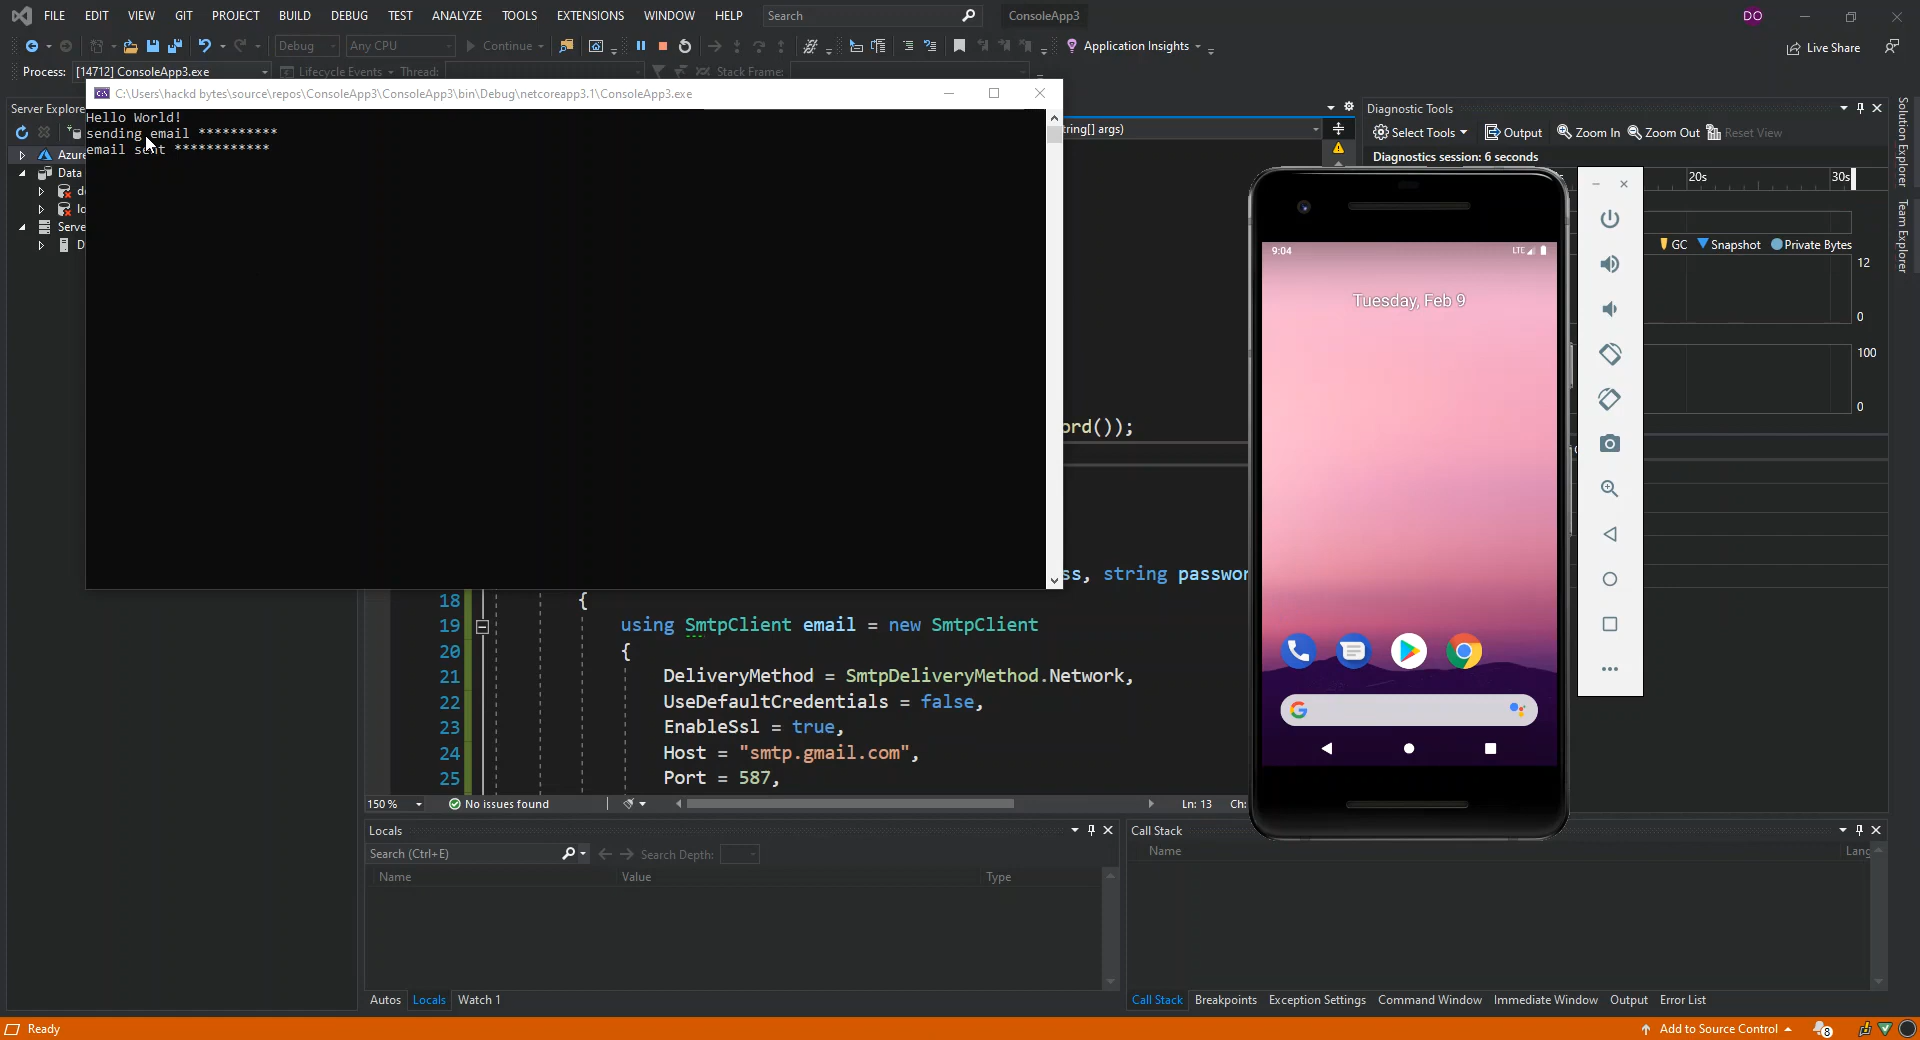 FILE EDIT VIEW GIT PROJECT BUILD DEBUG TEST ANALYZE TOOLS EXTENSIONS WINDOW HELP Search ConsoleApp3 DO
Debug Any CPU Continue Application Insights Live Share
Process: [14712] ConsoleApp3.exe Lifecycle Events Thread: Stack Frame:
C:\Users\hackd bytes\source\repos\ConsoleApp3\ConsoleApp3\bin\Debug\netcoreapp3.1\ConsoleApp3.exe
Hello World!
sending email **********
email sent ************
Server Explore
Azure
Data
Serve
D
tring[] args)
ord());
ss, string passwor
18 {
19 using SmtpClient email = new SmtpClient
20 {
21 DeliveryMethod = SmtpDeliveryMethod.Network,
22 UseDefaultCredentials = false,
23 EnableSsl = true,
24 Host = "smtp.gmail.com",
25 Port = 587,
150 % No issues found Ln: 13 Ch:
Diagnostic Tools
Select Tools Output Zoom In Zoom Out Reset View
Diagnostics session: 6 seconds
20s 30s
GC Snapshot Private Bytes
12
0
100
0
Solution Explorer
Team Explorer
9:04 LTE
Tuesday, Feb 9
Locals
Search (Ctrl+E) Search Depth:
Name Value Type
Autos Locals Watch 1
Call Stack
Name Lang
Call Stack Breakpoints Exception Settings Command Window Immediate Window Output Error List
Ready Add to Source Control 8